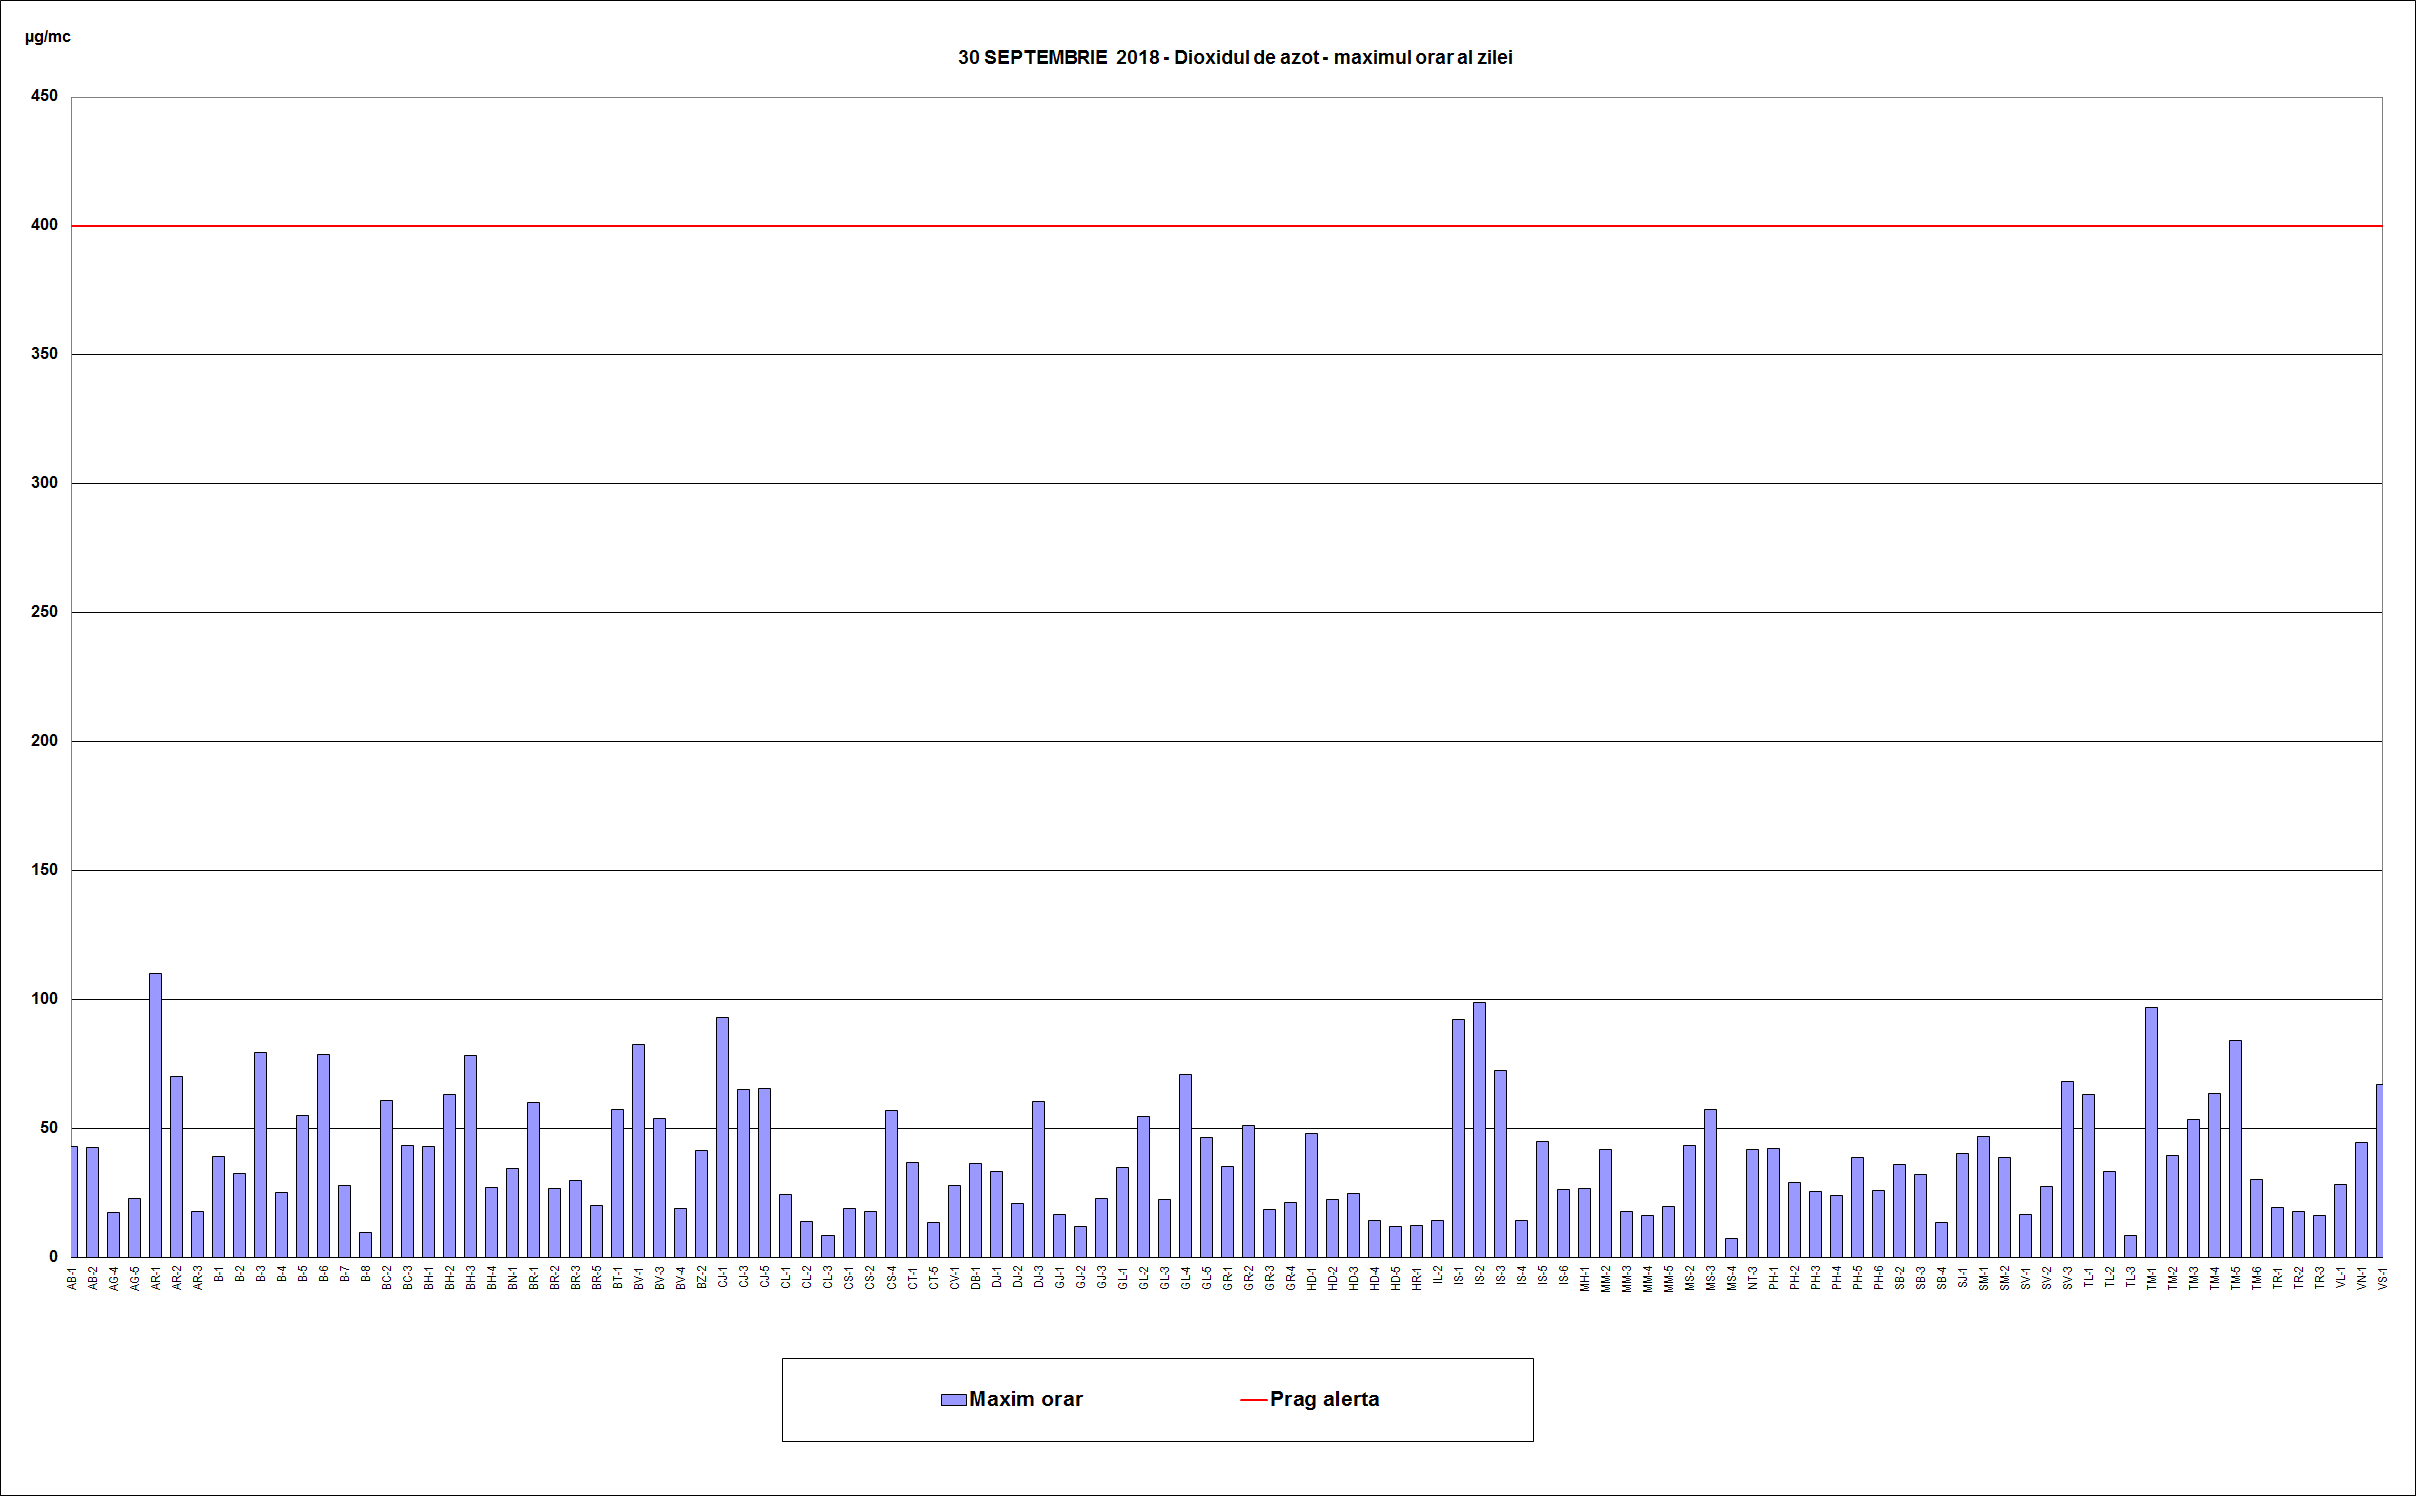 µg/mc
30 SEPTEMBRIE 2018 - Dioxidul de azot - maximul orar al zilei
450
400
350
300
250
200
150
100
50
0
AB-1 AB-2 AG-4 AG-5 AR-1 AR-2 AR-3 B-1 B-2 B-3 B-4 B-5 B-6 B-7 B-8 BC-2 BC-3 BH-1 BH-2 BH-3 BH-4 BN-1 BR-1 BR-2 BR-3 BR-5 BT-1 BV-1 BV-3 BV-4 BZ-2 CJ-1 CJ-3 CJ-5 CL-1 CL-2 CL-3 CS-1 CS-2 CS-4 CT-1 CT-5 CV-1 DB-1 DJ-1 DJ-2 DJ-3 GJ-1 GJ-2 GJ-3 GL-1 GL-2 GL-3 GL-4 GL-5 GR-1 GR-2 GR-3 GR-4 HD-1 HD-2 HD-3 HD-4 HD-5 HR-1 IL-2 IS-1 IS-2 IS-3 IS-4 IS-5 IS-6 MH-1 MM-2 MM-3 MM-4 MM-5 MS-2 MS-3 MS-4 NT-3 PH-1 PH-2 PH-3 PH-4 PH-5 PH-6 SB-2 SB-3 SB-4 SJ-1 SM-1 SM-2 SV-1 SV-2 SV-3 TL-1 TL-2 TL-3 TM-1 TM-2 TM-3 TM-4 TM-5 TM-6 TR-1 TR-2 TR-3 VL-1 VN-1 VS-1
Maxim orar Prag alerta